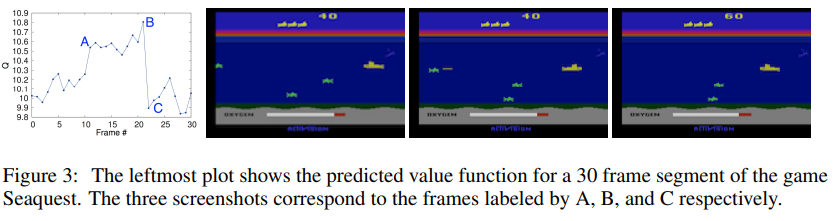 10.9
10.8
10.7
10.6
10.5
10.4
10.3
10.2
10.1
10
9.9
9.8
Q
0 5 10 15 20 25 30
Frame #
A
B
C
40
OXYGEN
ACTIVISION
40
OXYGEN
ACTIVISION
60
OXYGEN
ACTIVISION
Figure 3: The leftmost plot shows the predicted value function for a 30 frame segment of the game
Seaquest. The three screenshots correspond to the frames labeled by A, B, and C respectively.